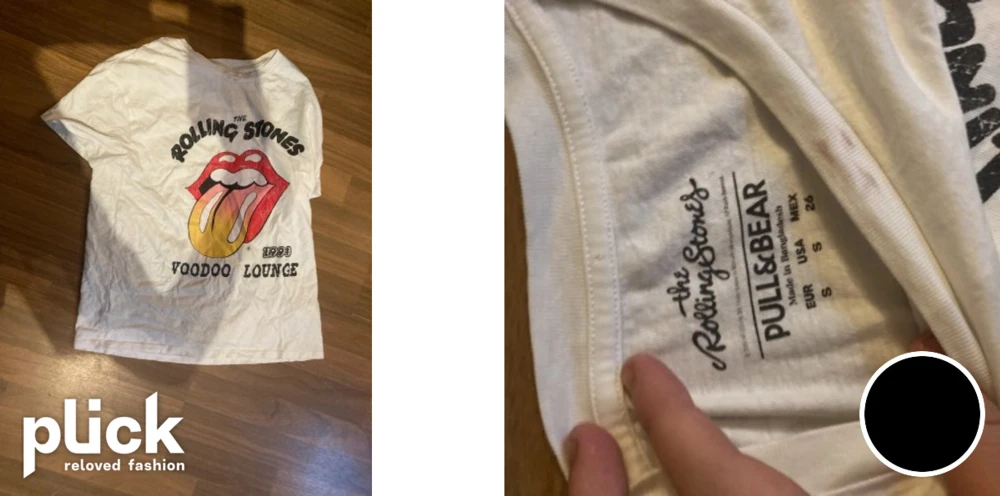 THE
ROLLING STONES
1994
VOODOO LOUNGE
plick
reloved fashion
the
Rolling Stones
PULL&BEAR
Made in Bangladesh
EUR USA MEX
S S 26